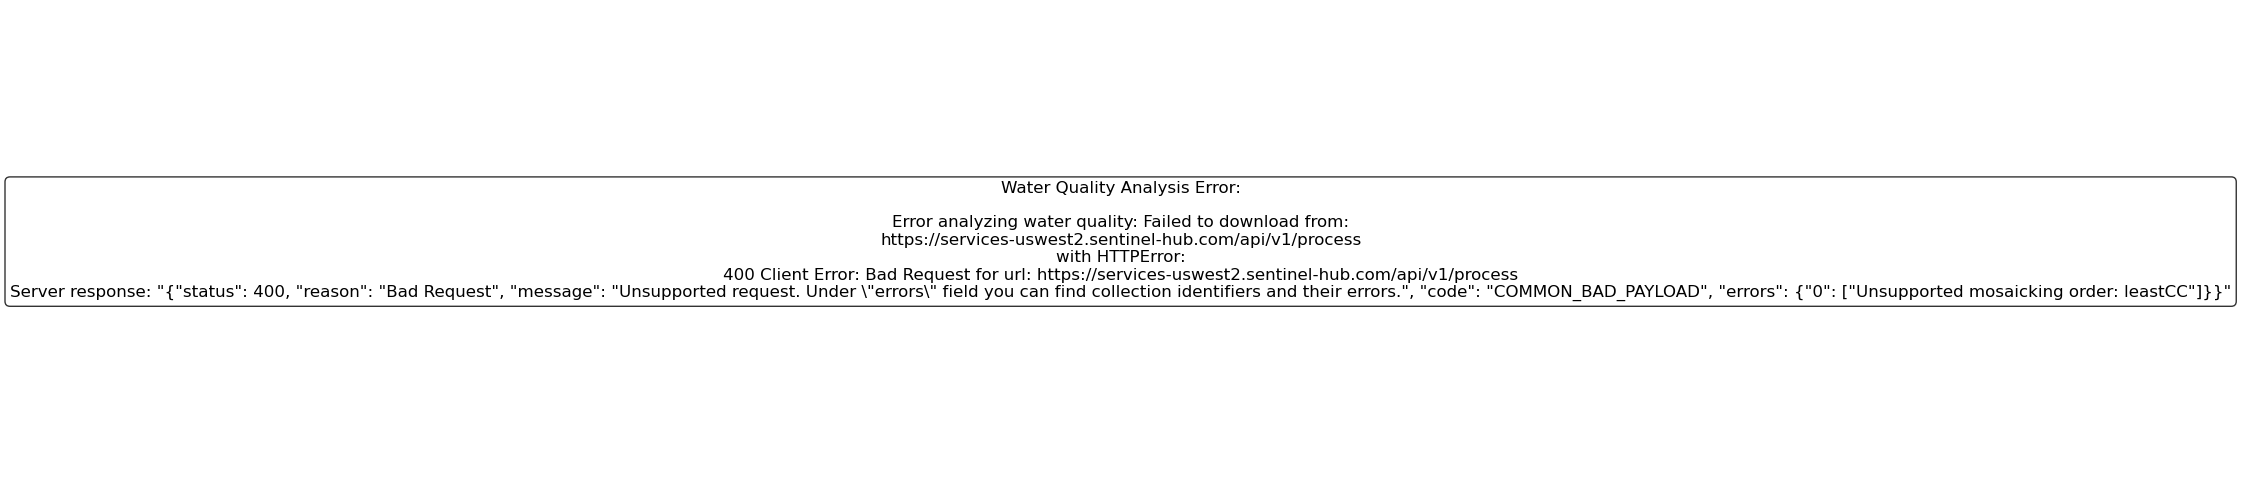 Water Quality Analysis Error:
Error analyzing water quality: Failed to download from:
https://services-uswest2.sentinel-hub.com/api/v1/process
with HTTPError:
400 Client Error: Bad Request for url: https://services-uswest2.sentinel-hub.com/api/v1/process
Server response: "{"status": 400, "reason": "Bad Request", "message": "Unsupported request. Under \"errors\" field you can find collection identifiers and their errors.", "code": "COMMON_BAD_PAYLOAD", "errors": {"0": ["Unsupported mosaicking order: leastCC"]}}"